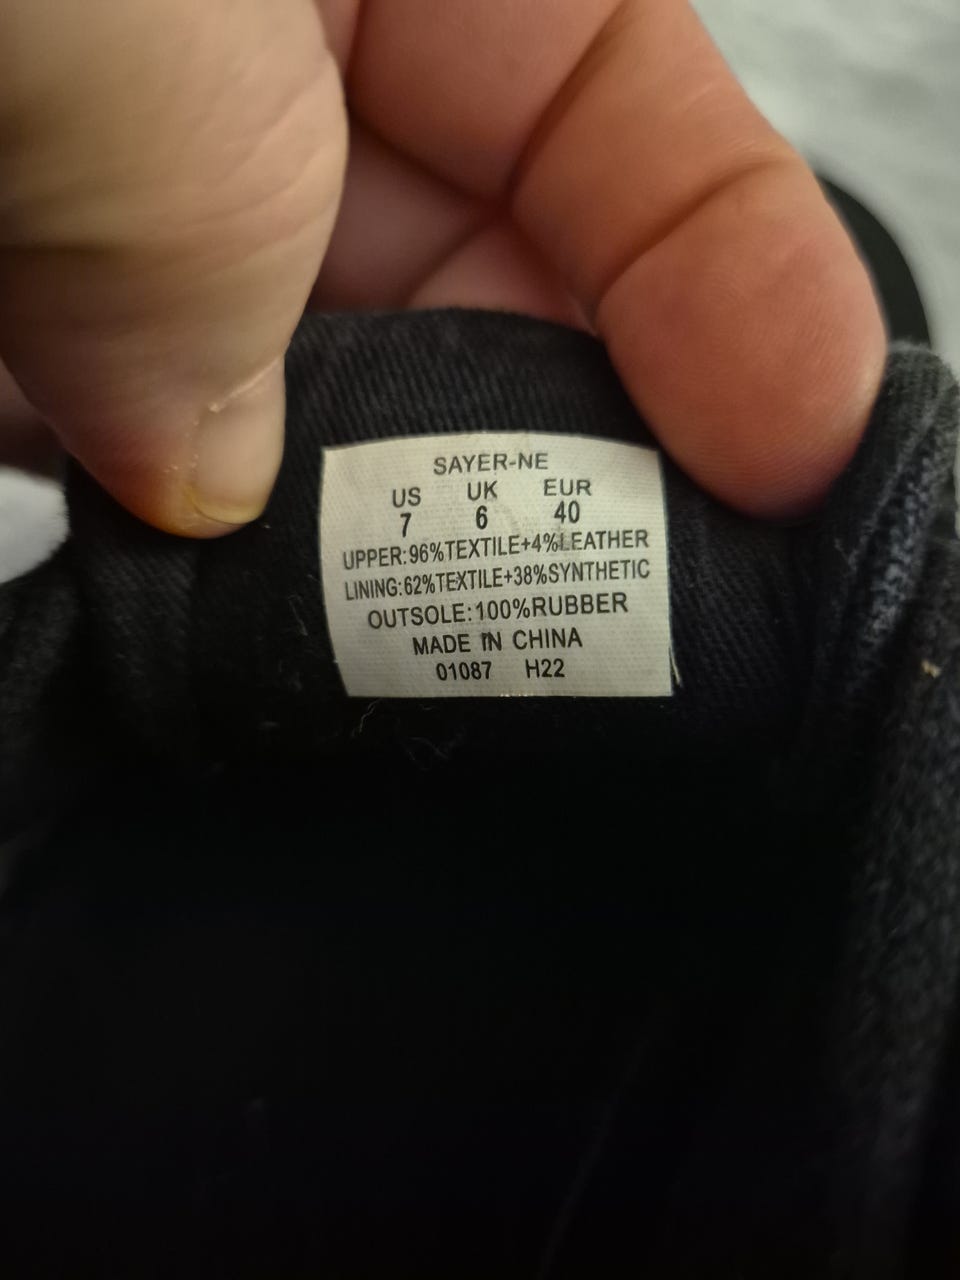 SAYER-NE
US UK EUR
7 6 40
UPPER:96%TEXTILE+4%LEATHER
LINING:62%TEXTILE+38%SYNTHETIC
OUTSOLE:100%RUBBER
MADE IN CHINA
01087 H22